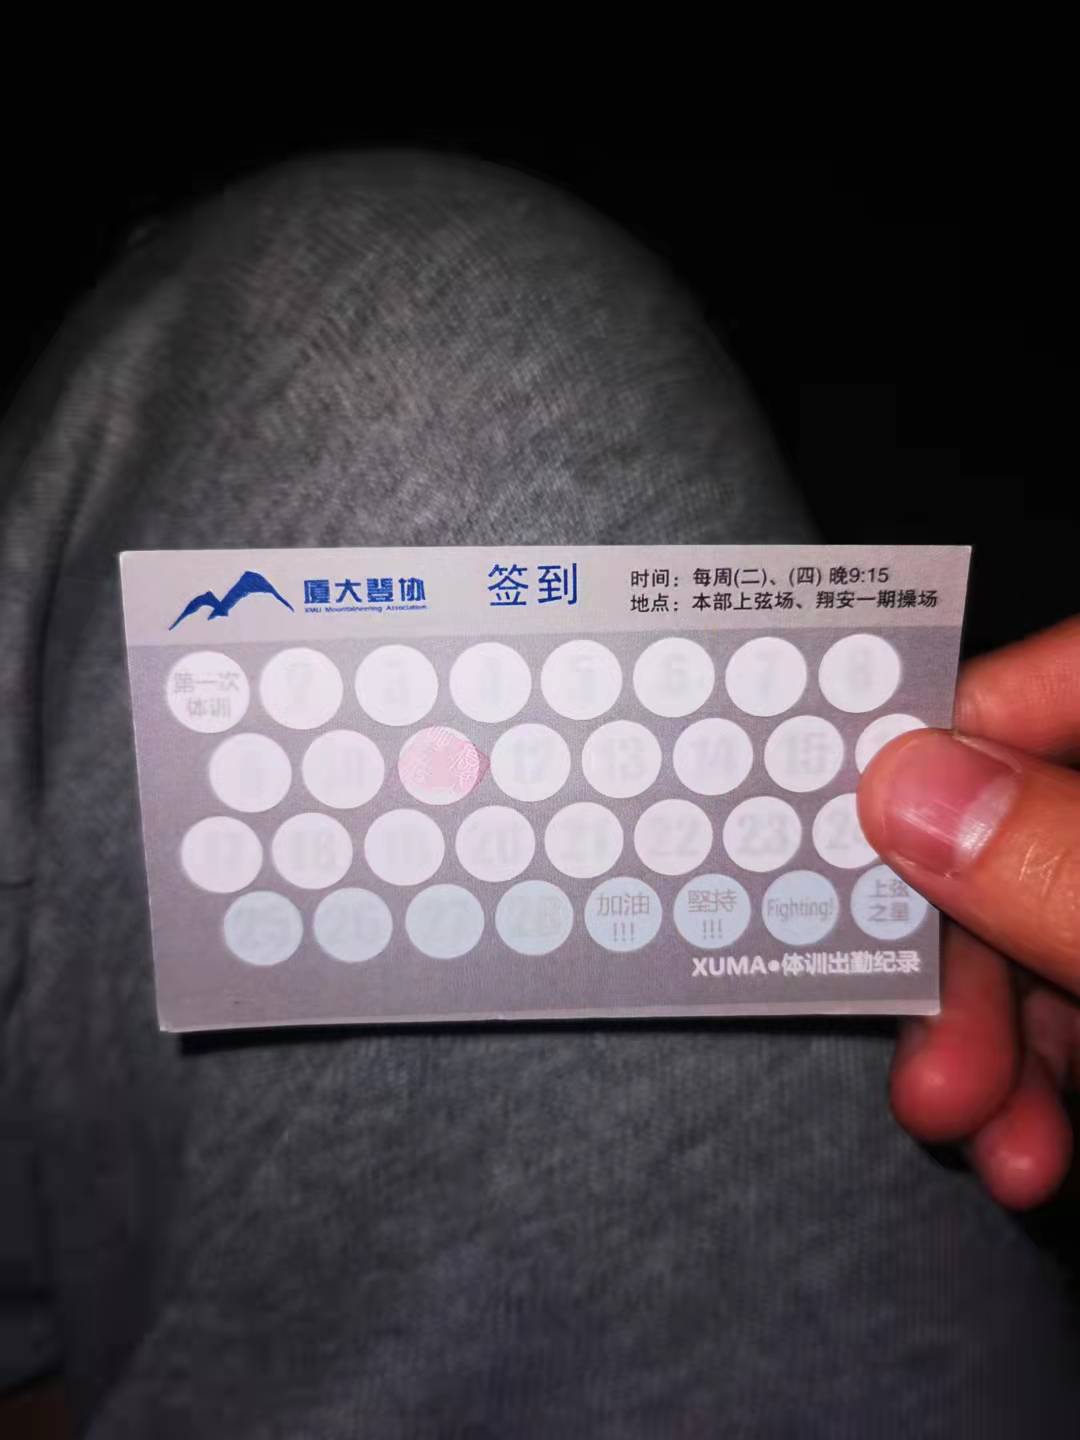 厦大登协
XMU Mountaineering Association
签到
时间：每周(二)、(四) 晚9:15
地点：本部上弦场、翔安一期操场
第一次
体训
2 3 4 5 6 7 8
9 10 12 13 14 15
17 18 19 20 21 22 23 24
25 26 27 28
加油
!!!
堅持
!!!
Fighting!
上弦
之星
XUMA●体训出勤纪录